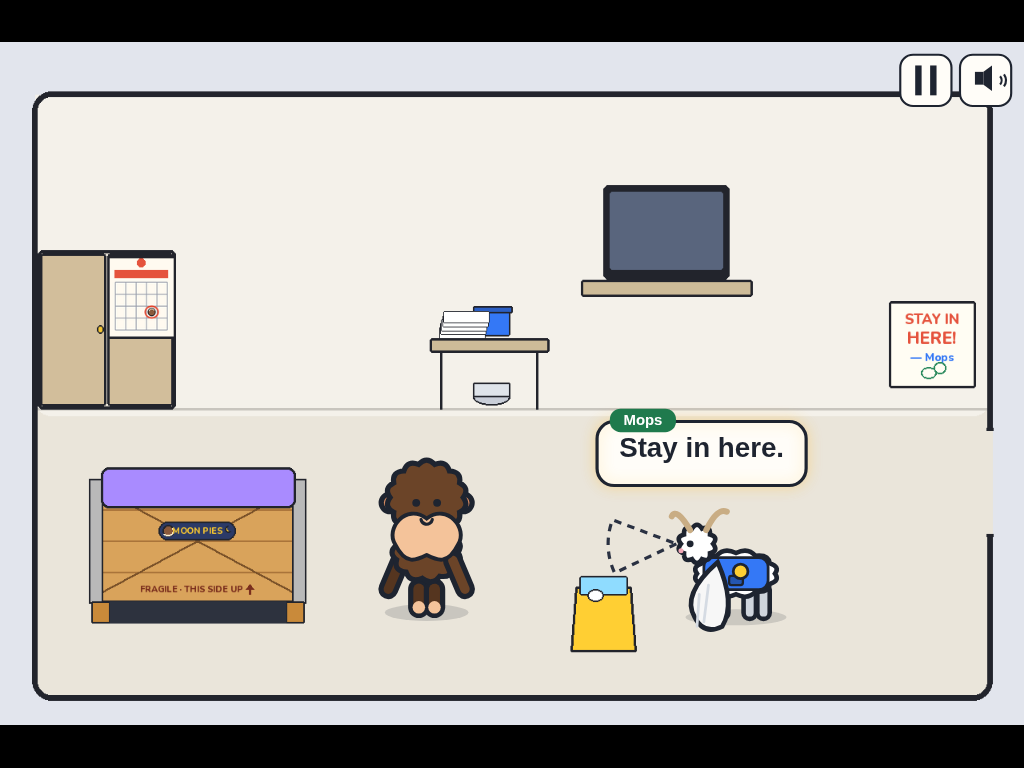 STAY IN
HERE!
— Mops
Mops
Stay in here.
MOON PIES
FRAGILE · THIS SIDE UP